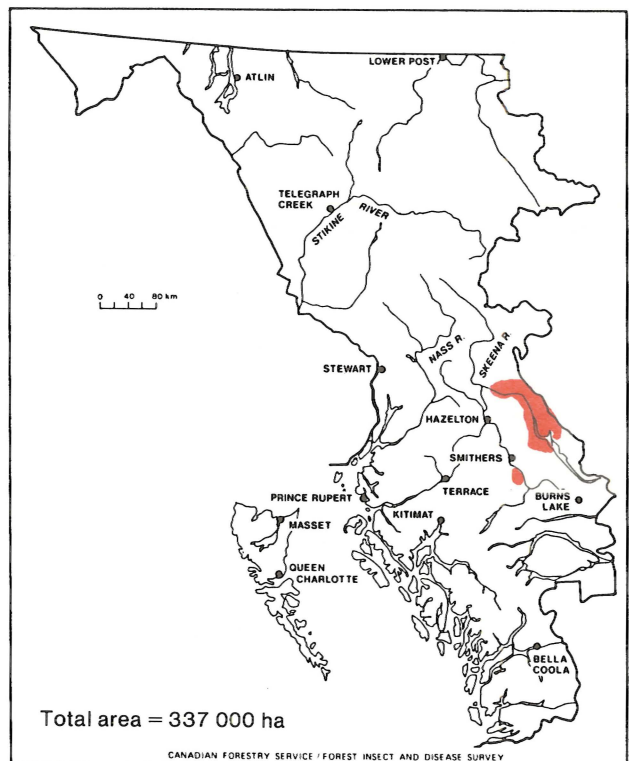 LOWER POST
ATLIN
TELEGRAPH
CREEK
STIKINE RIVER
0 40 80 km
NASS R.
SKEENA R.
STEWART
HAZELTON
SMITHERS
TERRACE
PRINCE RUPERT
BURNS
LAKE
KITIMAT
MASSET
QUEEN
CHARLOTTE
BELLA
COOLA
Total area = 337 000 ha
CANADIAN FORESTRY SERVICE / FOREST INSECT AND DISEASE SURVEY